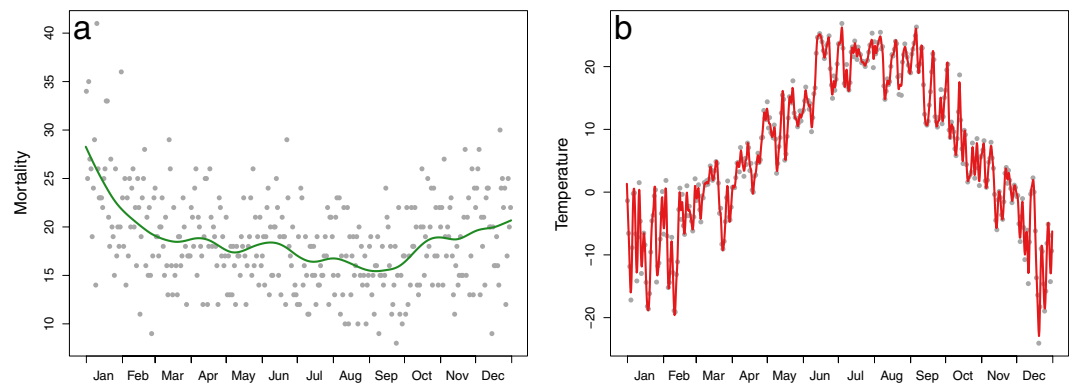 a
Mortality
40
35
30
25
20
15
10
Jan Feb Mar Apr May Jun Jul Aug Sep Oct Nov Dec
b
Temperature
20
10
0
−10
−20
Jan Feb Mar Apr May Jun Jul Aug Sep Oct Nov Dec